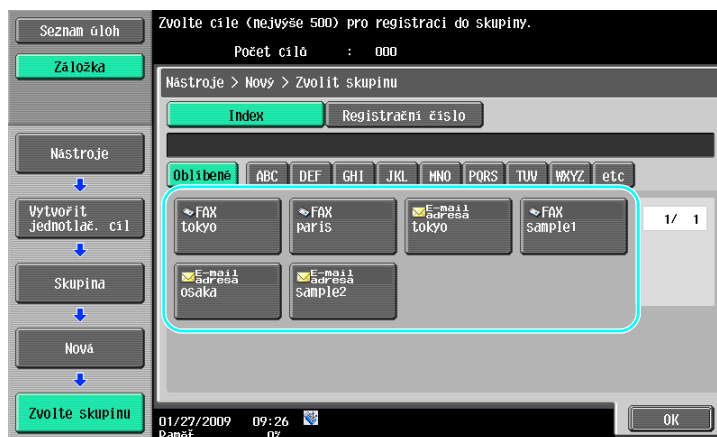 Seznam úloh
Záložka
Nástroje
Vytvořit
jednotlač. cíl
Skupina
Nová
Zvolte skupinu
Zvolte cíle (nejvýše 500) pro registraci do skupiny.
Počet cílů : 000
Nástroje > Nový > Zvolit skupinu
Index Registrační číslo
Oblíbené ABC DEF GHI JKL MNO PQRS TUV WXYZ etc
FAX
tokyo
FAX
paris
E-mail
adresa
tokyo
FAX
sample1
1/ 1
E-mail
adresa
osaka
E-mail
adresa
sample2
01/27/2009 09:26
Paměť 0%
OK